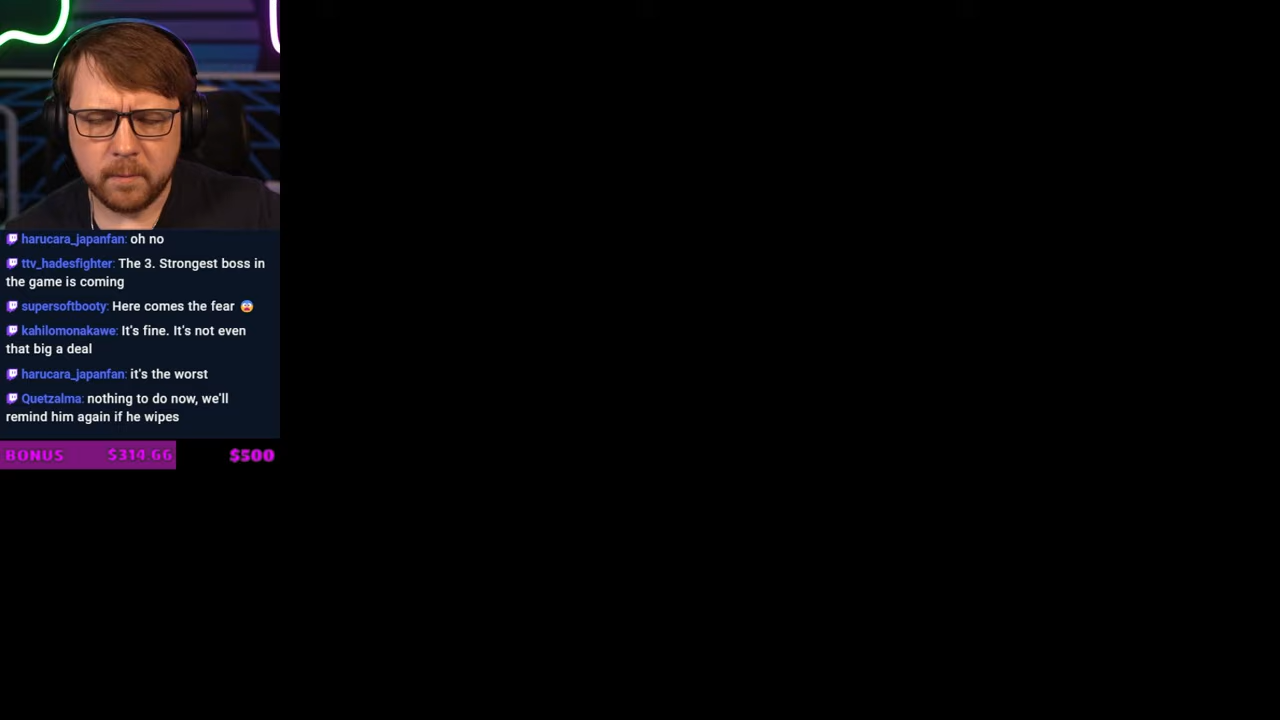 harucara_japanfan: oh no
ttv_hadesfighter: The 3. Strongest boss in
the game is coming
supersoftbooty: Here comes the fear 😨
kahilomonakawe: It's fine. It's not even
that big a deal
harucara_japanfan: it's the worst
Quetzalma: nothing to do now, we'll
remind him again if he wipes
BONUS $314.66 $500